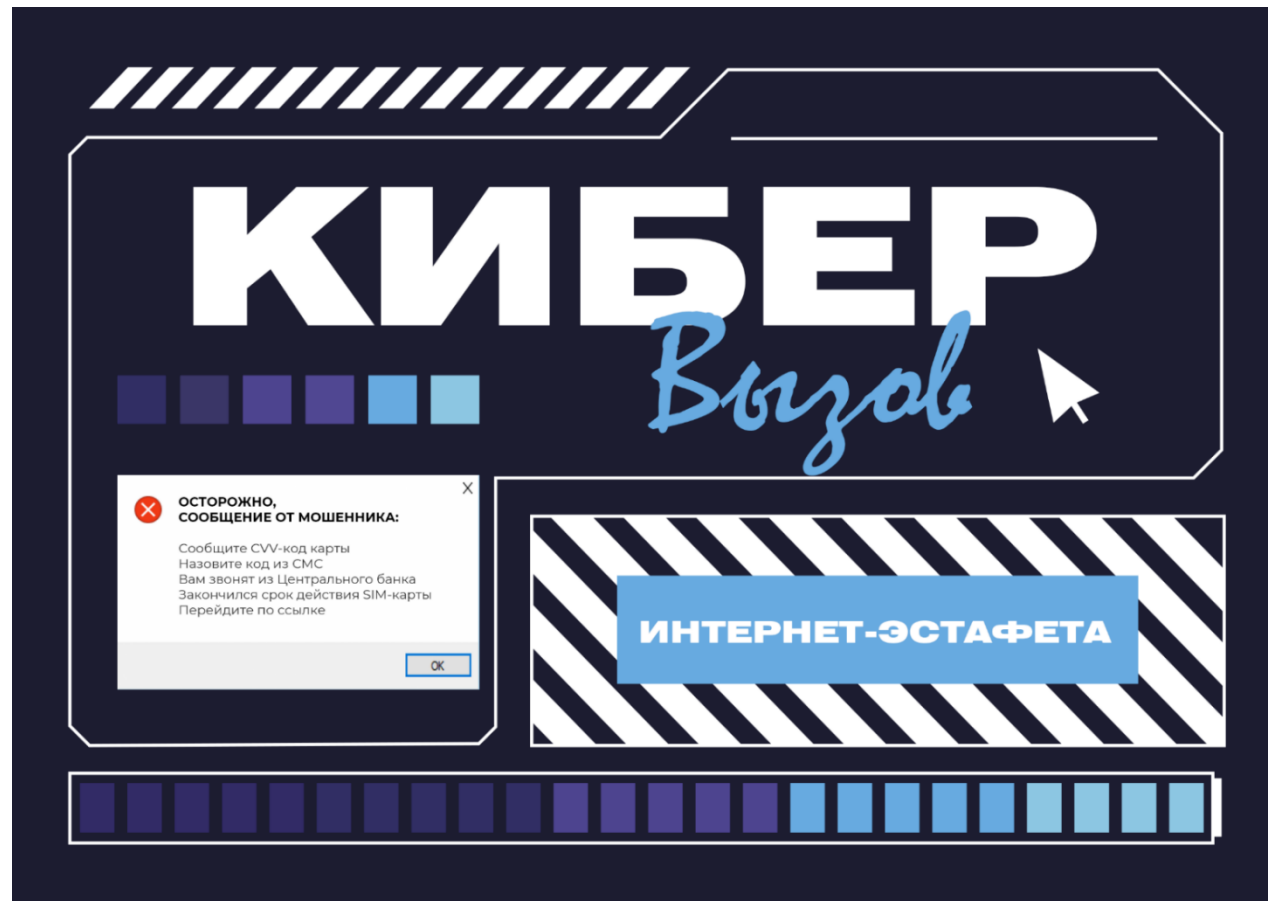 КИБЕР
Вызов
X
ОСТОРОЖНО,
СООБЩЕНИЕ ОТ МОШЕННИКА:
Сообщите CVV-код карты
Назовите код из СМС
Вам звонят из Центрального банка
Закончился срок действия SIM-карты
Перейдите по ссылке
OK
ИНТЕРНЕТ-ЭСТАФЕТА